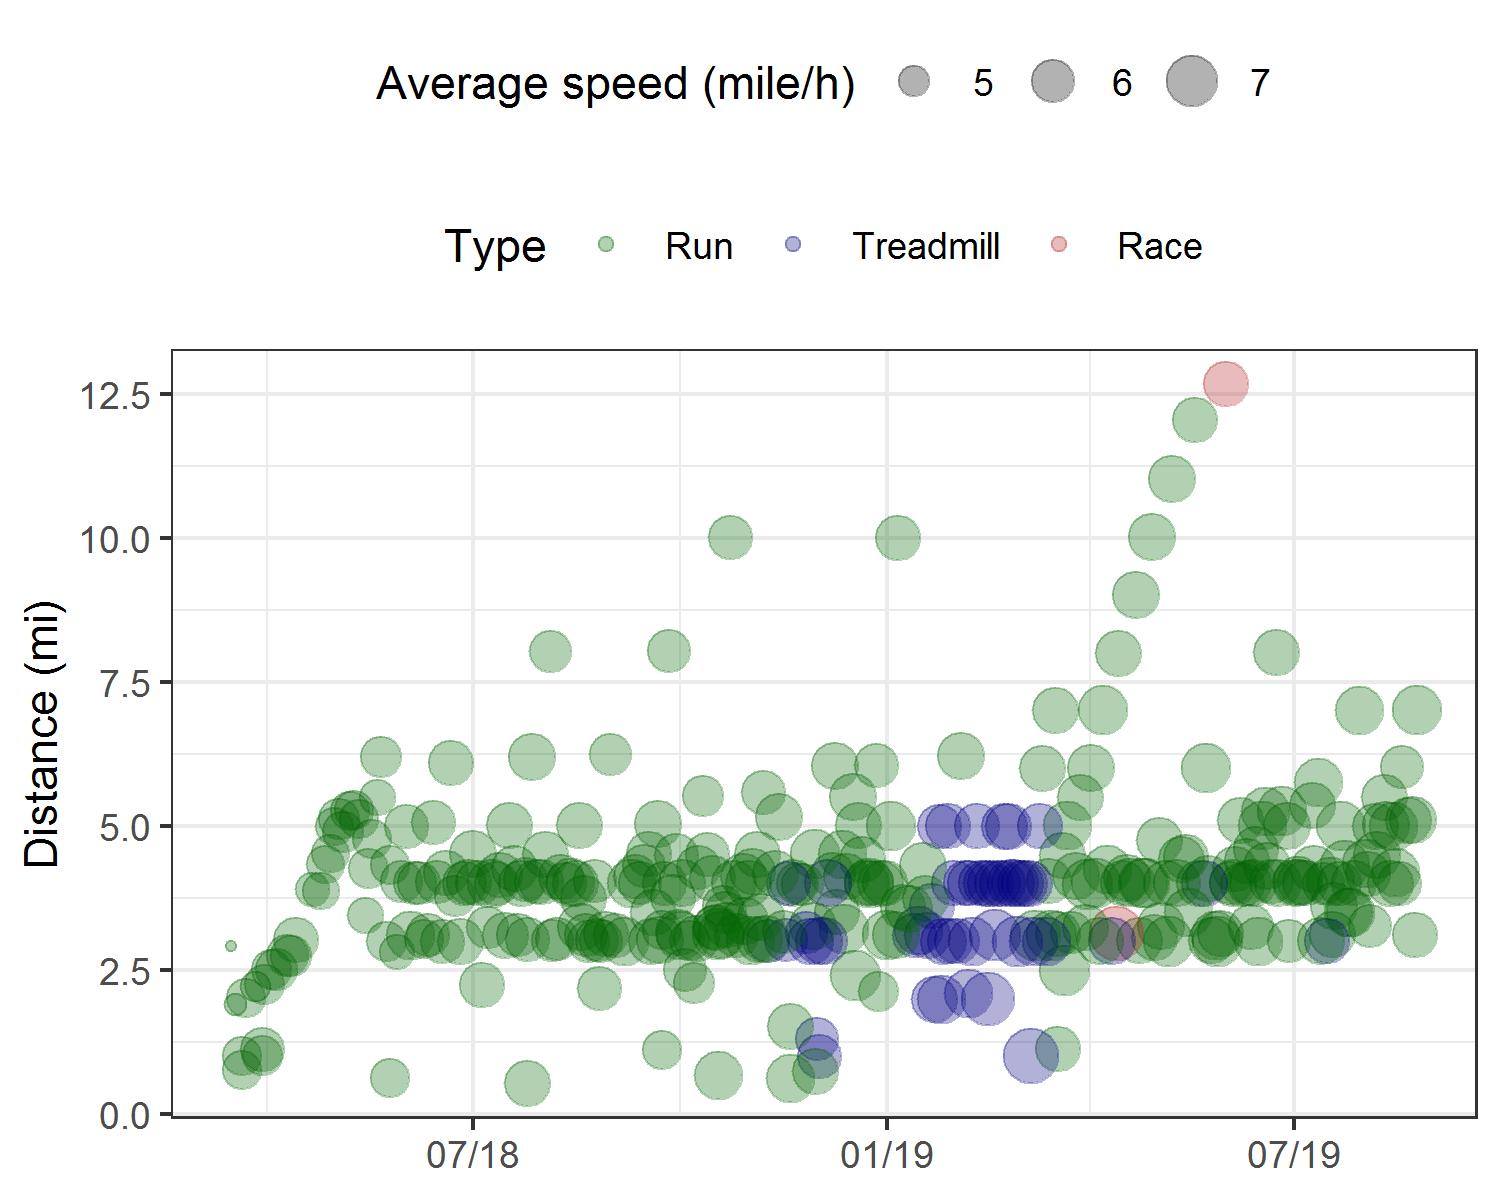 Average speed (mile/h) 5 6 7
Type Run Treadmill Race
Distance (mi)
12.5
10.0
7.5
5.0
2.5
0.0
07/18 01/19 07/19